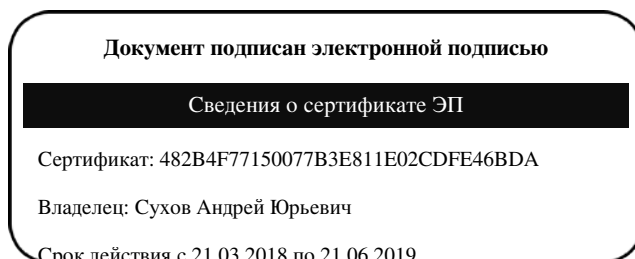 Документ подписан электронной подписью
Сведения о сертификате ЭП
Сертификат: 482B4F77150077B3E811E02CDFE46BDA
Владелец: Сухов Андрей Юрьевич
Срок действия с 21.03.2018 по 21.06.2019